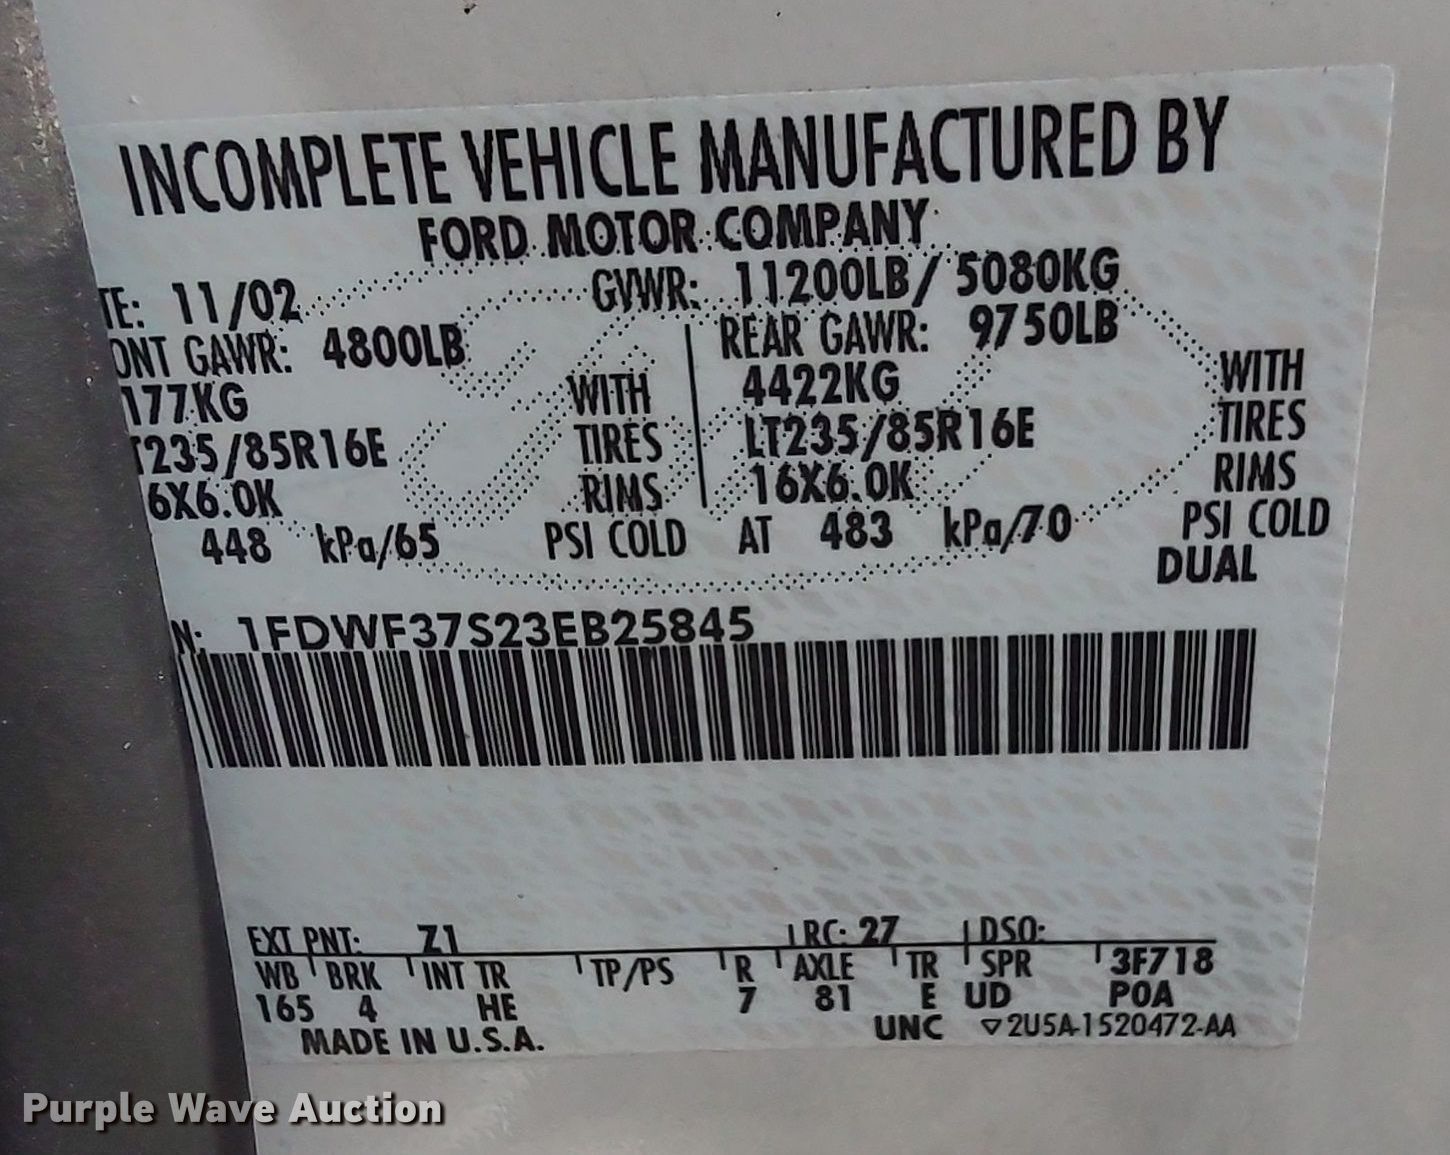 INCOMPLETE VEHICLE MANUFACTURED BY
FORD MOTOR COMPANY
TE: 11/02 GVWR: 11200LB/ 5080KG
ONT GAWR: 4800LB REAR GAWR: 9750LB
177KG WITH 4422KG WITH
T235/85R16E TIRES LT235/85R16E TIRES
6X6.0K RIMS 16X6.0K RIMS
448 kPa/65 PSI COLD AT 483 kPa/70 PSI COLD
DUAL
N: 1FDWF37S23EB25845
EXT PNT: Z1 RC: 27 DSO:
WB BRK INT TR TP/PS R AXLE TR SPR 3F718
165 4 HE 7 81 E UD P0A
MADE IN U.S.A. UNC ▽2U5A-1520472-AA
Purple Wave Auction